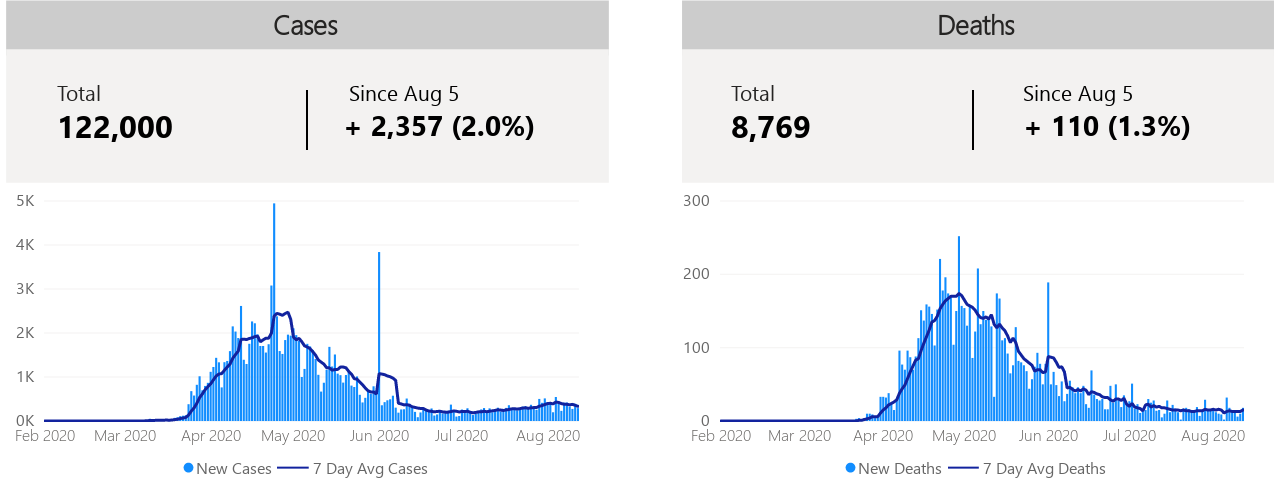 Cases
Total
122,000
Since Aug 5
+ 2,357 (2.0%)
5K
4K
3K
2K
1K
0K
Feb 2020 Mar 2020 Apr 2020 May 2020 Jun 2020 Jul 2020 Aug 2020
New Cases 7 Day Avg Cases
Deaths
Total
8,769
Since Aug 5
+ 110 (1.3%)
300
200
100
0
Feb 2020 Mar 2020 Apr 2020 May 2020 Jun 2020 Jul 2020 Aug 2020
New Deaths 7 Day Avg Deaths